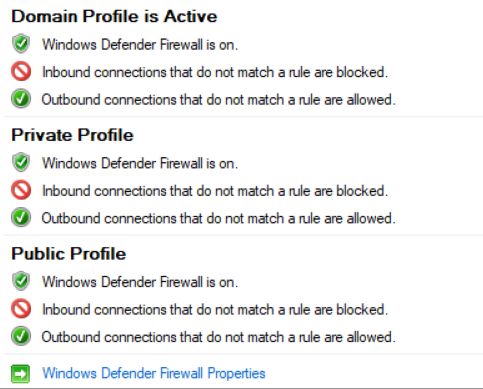 Domain Profile is Active
Windows Defender Firewall is on.
Inbound connections that do not match a rule are blocked.
Outbound connections that do not match a rule are allowed.
Private Profile
Windows Defender Firewall is on.
Inbound connections that do not match a rule are blocked.
Outbound connections that do not match a rule are allowed.
Public Profile
Windows Defender Firewall is on.
Inbound connections that do not match a rule are blocked.
Outbound connections that do not match a rule are allowed.
Windows Defender Firewall Properties